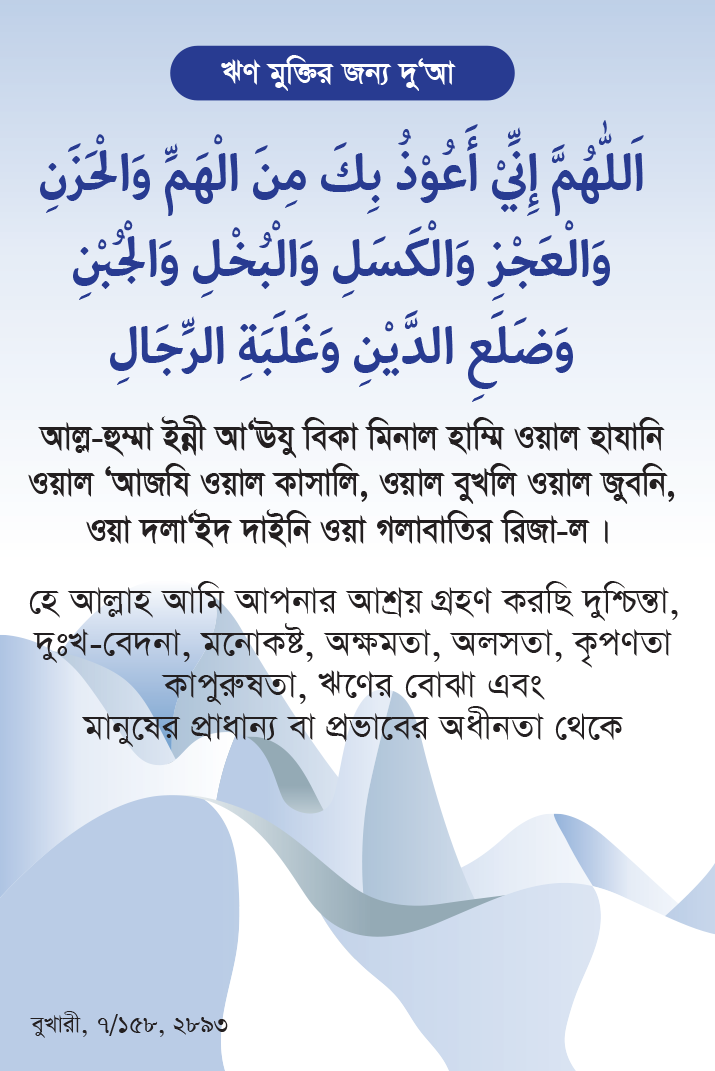 ঋণ মুক্তির জন্য দু‘আ
اَللّٰهُمَّ إِنِّيْ أَعُوْذُ بِكَ مِنَ الْهَمِّ وَالْحَزَنِ
وَالْعَجْزِ وَالْكَسَلِ وَالْبُخْلِ وَالْجُبْنِ
وَضَلَعِ الدَّيْنِ وَغَلَبَةِ الرِّجَالِ
আল্ল-হুম্মা ইন্নী আ‘ঊযু বিকা মিনাল হাম্মি ওয়াল হাযানি
ওয়াল ‘আজযি ওয়াল কাসালি, ওয়াল বুখলি ওয়াল জুবনি,
ওয়া দলা‘ইদ দাইনি ওয়া গলাবাতির রিজা-ল ।
হে আল্লাহ আমি আপনার আশ্রয় গ্রহণ করছি দুশ্চিন্তা,
দুঃখ-বেদনা, মনোকষ্ট, অক্ষমতা, অলসতা, কৃপণতা
কাপুরুষতা, ঋণের বোঝা এবং
মানুষের প্রাধান্য বা প্রভাবের অধীনতা থেকে
বুখারী, ৭/১৫৮, ২৮৯৩